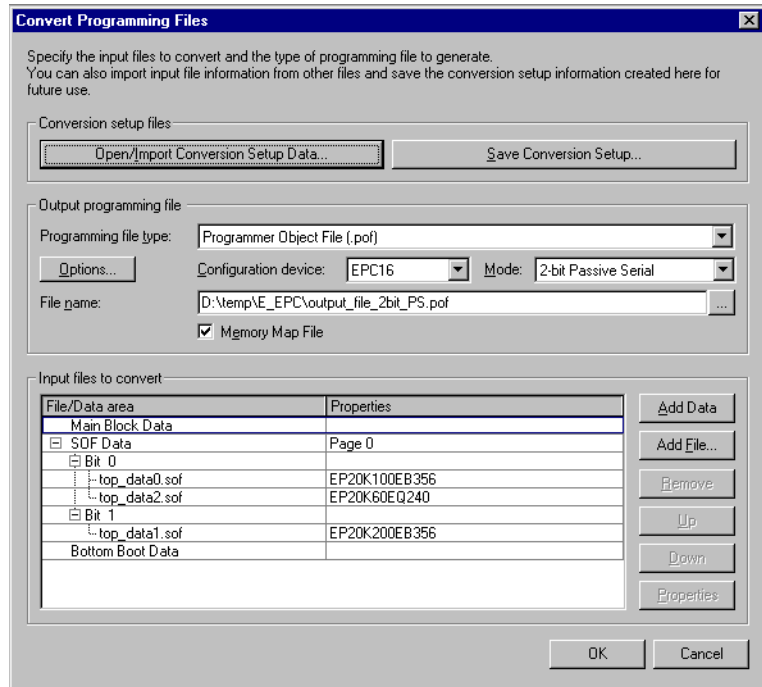 Convert Programming Files
Specify the input files to convert and the type of programming file to generate.
You can also import input file information from other files and save the conversion setup information created here for
future use.
Conversion setup files
Open/Import Conversion Setup Data...
Save Conversion Setup...
Output programming file
Programming file type:
Programmer Object File (.pof)
Options...
Configuration device:
EPC16
Mode:
2-bit Passive Serial
File name:
D:\temp\E_EPC\output_file_2bit_PS.pof
...
Memory Map File
Input files to convert
File/Data area
Properties
Add Data
Main Block Data
SOF Data
Page 0
Add File...
Bit 0
top_data0.sof
EP20K100EB356
Remove
top_data2.sof
EP20K60EQ240
Bit 1
Up
top_data1.sof
EP20K200EB356
Bottom Boot Data
Down
Properties
OK
Cancel